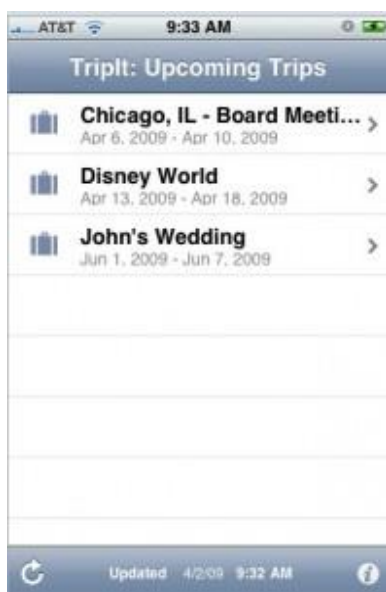 AT&T 9:33 AM
TripIt: Upcoming Trips
Chicago, IL - Board Meeti...
Apr 6, 2009 - Apr 10, 2009
Disney World
Apr 13, 2009 - Apr 18, 2009
John's Wedding
Jun 1, 2009 - Jun 7, 2009
Updated 4/2/09 9:32 AM